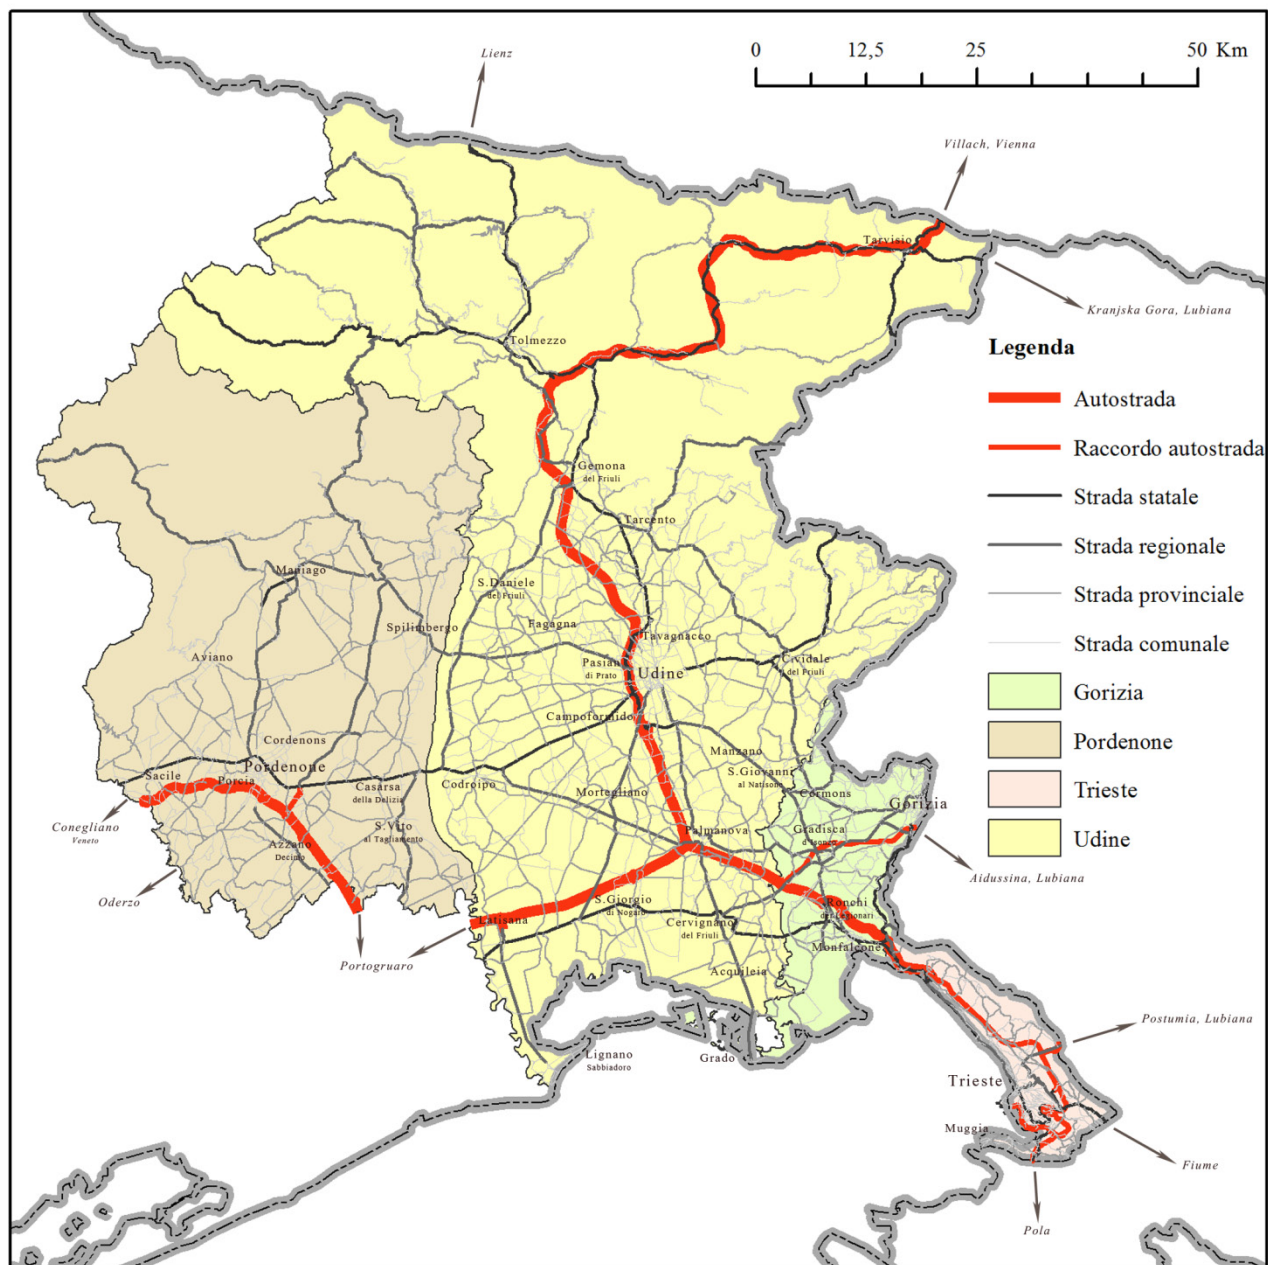 0
12,5
25
50 Km
Lienz
Villach, Vienna
Tarvisio
Kranjska Gora, Lubiana
Tolmezzo
Legenda
Autostrada
Raccordo autostrada
Strada statale
Strada regionale
Strada provinciale
Strada comunale
Gorizia
Pordenone
Trieste
Udine
Gemona
del Friuli
Tarcento
Maniago
S.Daniele
del Friuli
Fagagna
Spilimbergo
Tavagnacco
Aviano
Pasian
di Prato
Udine
Cividale
del Friuli
Campoformido
Cordenons
Manzano
Pordenone
S.Giovanni
al Natisone
Sacile
Porcia
Casarsa
della Delizia
Codroipo
Mortegliano
Cormons
Gorizia
Conegliano
Veneto
S.Vito
al Tagliamento
Palmanova
Gradisca
d'Isonzo
Azzano
Decimo
Aidussina, Lubiana
Oderzo
S.Giorgio
di Nogaro
Ronchi
dei Legionari
Latisana
Cervignano
del Friuli
Monfalcone
Portogruaro
Acquileia
Postumia, Lubiana
Lignano
Sabbiadoro
Grado
Trieste
Muggia
Fiume
Pola